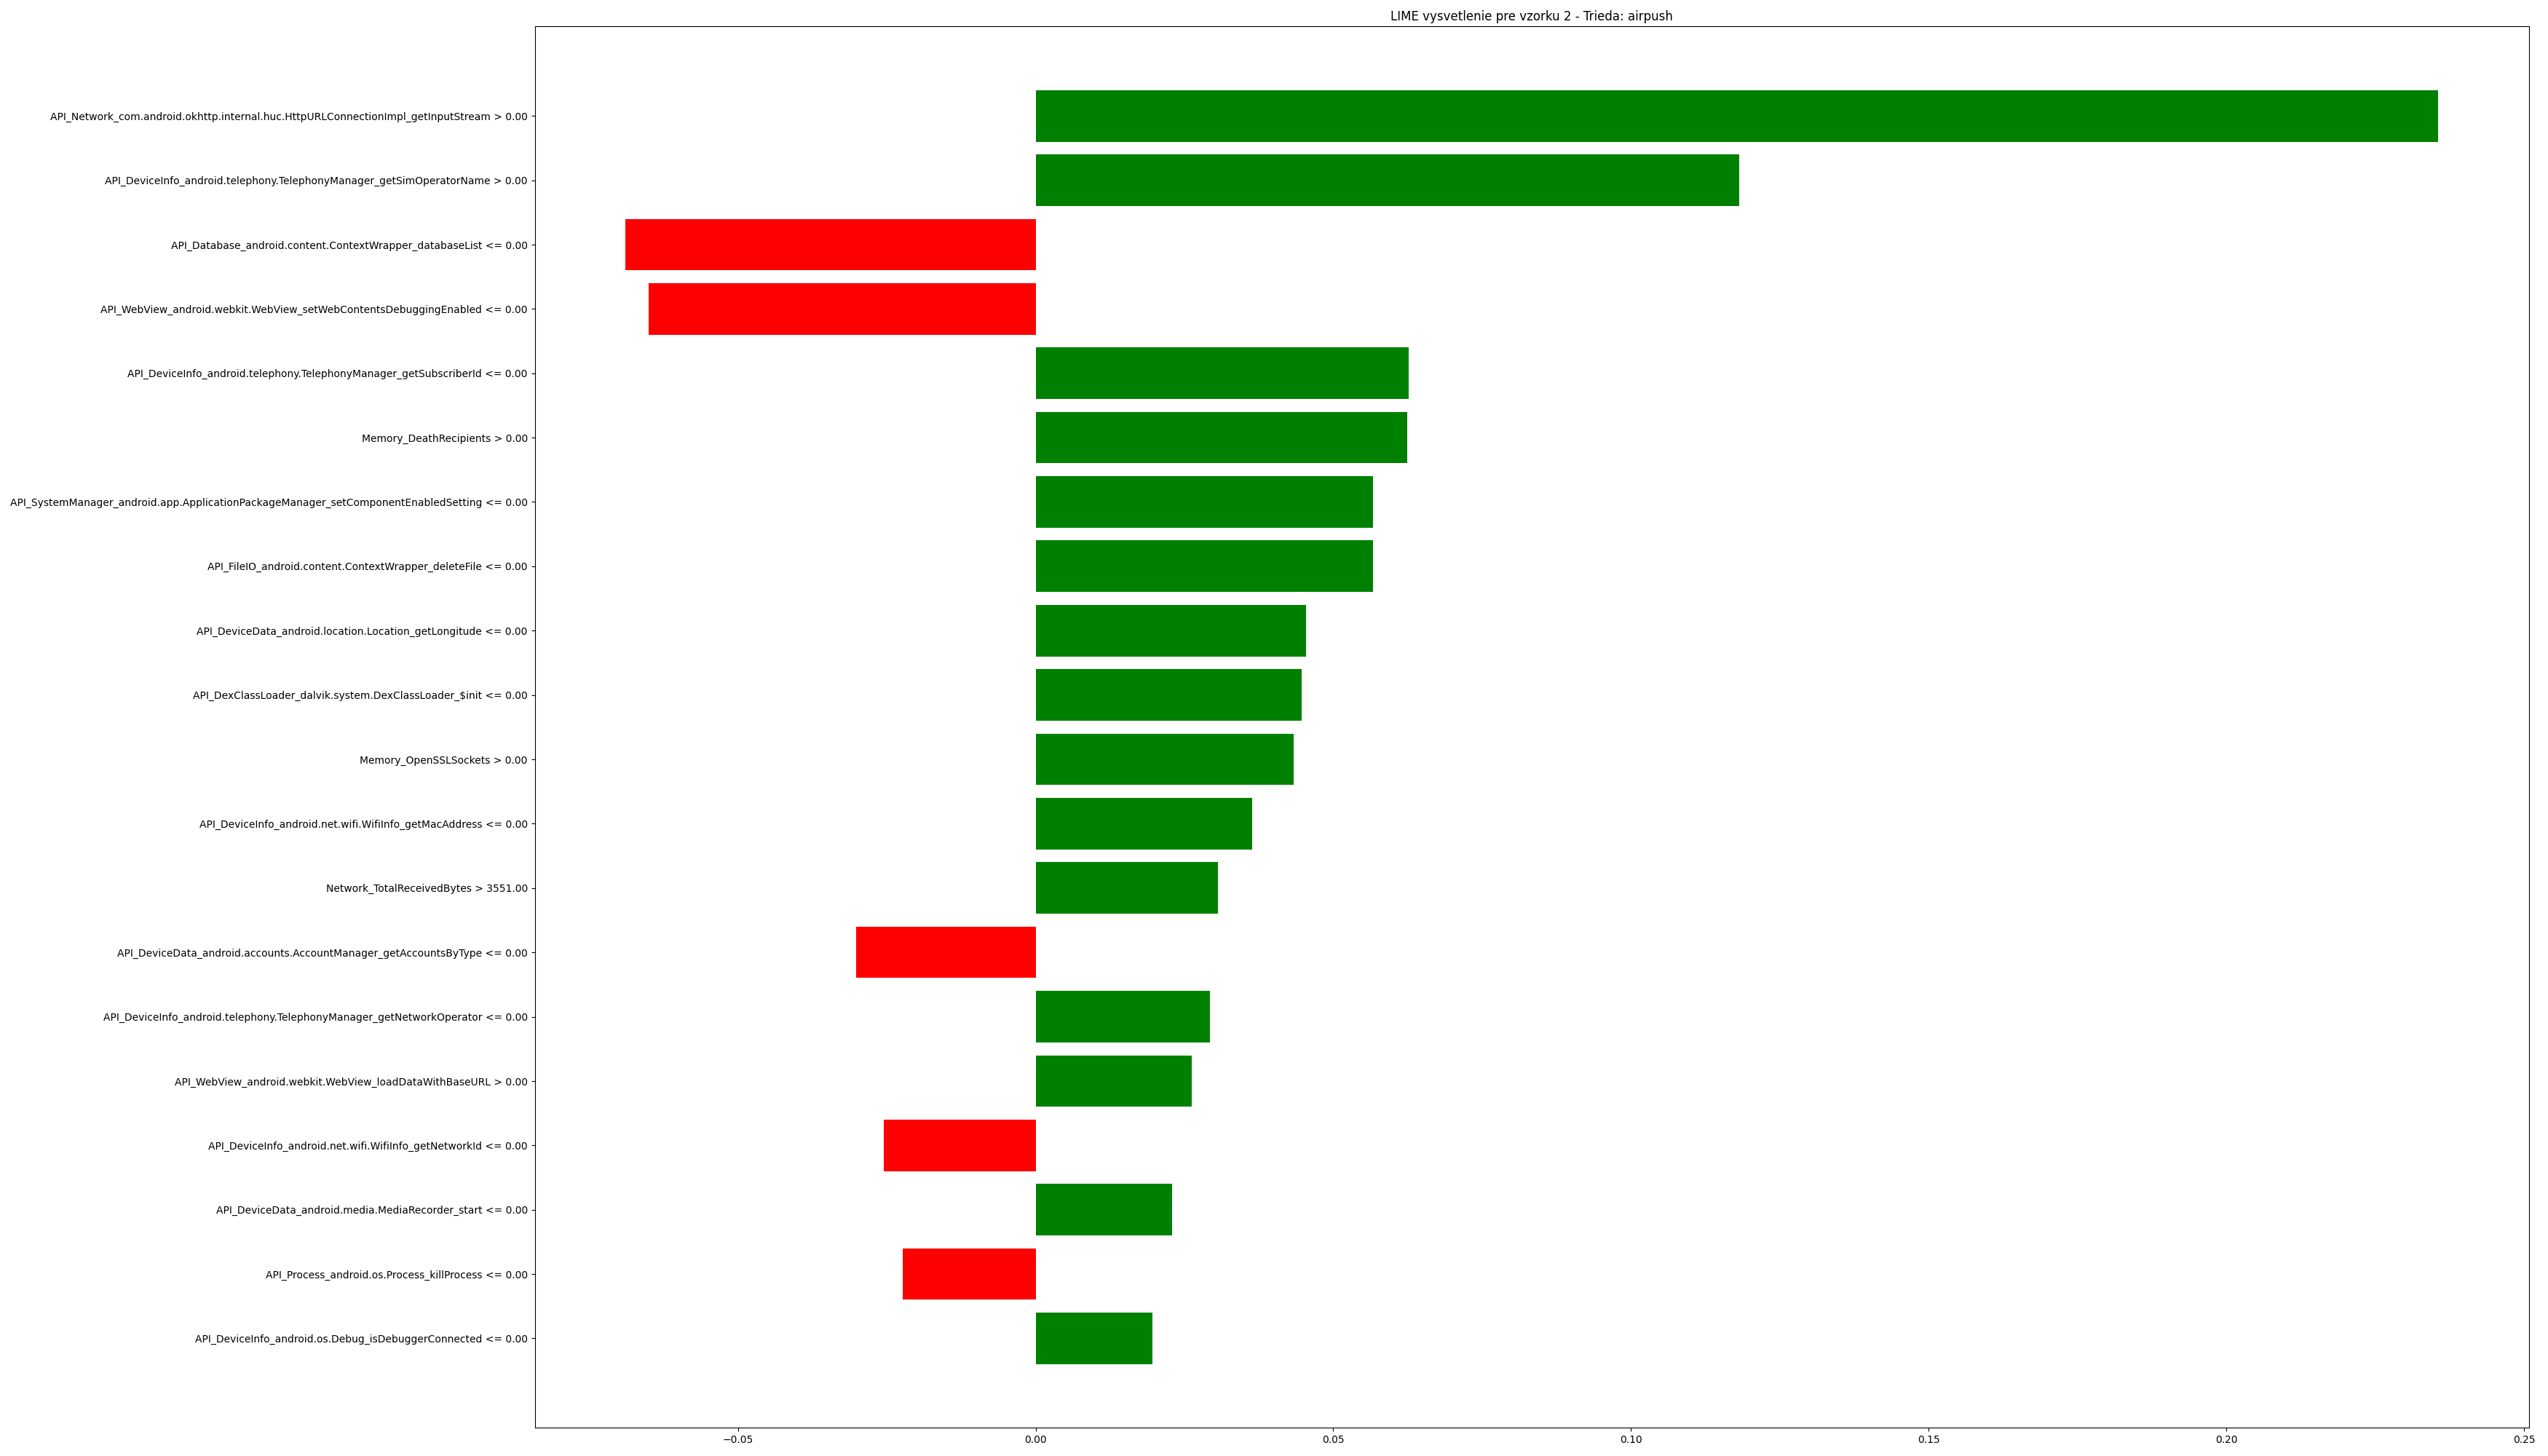 LIME vysvetlenie pre vzorku 2 - Trieda: airpush
API_Network_com.android.okhttp.internal.huc.HttpURLConnectionImpl_getInputStream > 0.00
API_DeviceInfo_android.telephony.TelephonyManager_getSimOperatorName > 0.00
API_Database_android.content.ContextWrapper_databaseList <= 0.00
API_WebView_android.webkit.WebView_setWebContentsDebuggingEnabled <= 0.00
API_DeviceInfo_android.telephony.TelephonyManager_getSubscriberId <= 0.00
Memory_DeathRecipients > 0.00
API_SystemManager_android.app.ApplicationPackageManager_setComponentEnabledSetting <= 0.00
API_FileIO_android.content.ContextWrapper_deleteFile <= 0.00
API_DeviceData_android.location.Location_getLongitude <= 0.00
API_DexClassLoader_dalvik.system.DexClassLoader_$init <= 0.00
Memory_OpenSSLSockets > 0.00
API_DeviceInfo_android.net.wifi.WifiInfo_getMacAddress <= 0.00
Network_TotalReceivedBytes > 3551.00
API_DeviceData_android.accounts.AccountManager_getAccountsByType <= 0.00
API_DeviceInfo_android.telephony.TelephonyManager_getNetworkOperator <= 0.00
API_WebView_android.webkit.WebView_loadDataWithBaseURL > 0.00
API_DeviceInfo_android.net.wifi.WifiInfo_getNetworkId <= 0.00
API_DeviceData_android.media.MediaRecorder_start <= 0.00
API_Process_android.os.Process_killProcess <= 0.00
API_DeviceInfo_android.os.Debug_isDebuggerConnected <= 0.00
−0.05 0.00 0.05 0.10 0.15 0.20 0.25